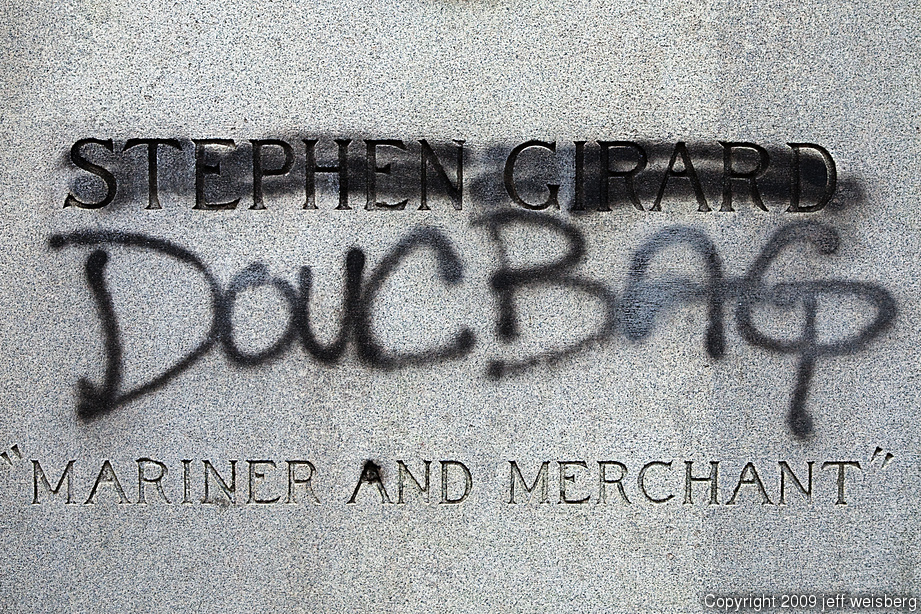 STEPHEN GIRARD
DOUCBAG
"MARINER AND MERCHANT"
Copyright 2009 jeff weisberg